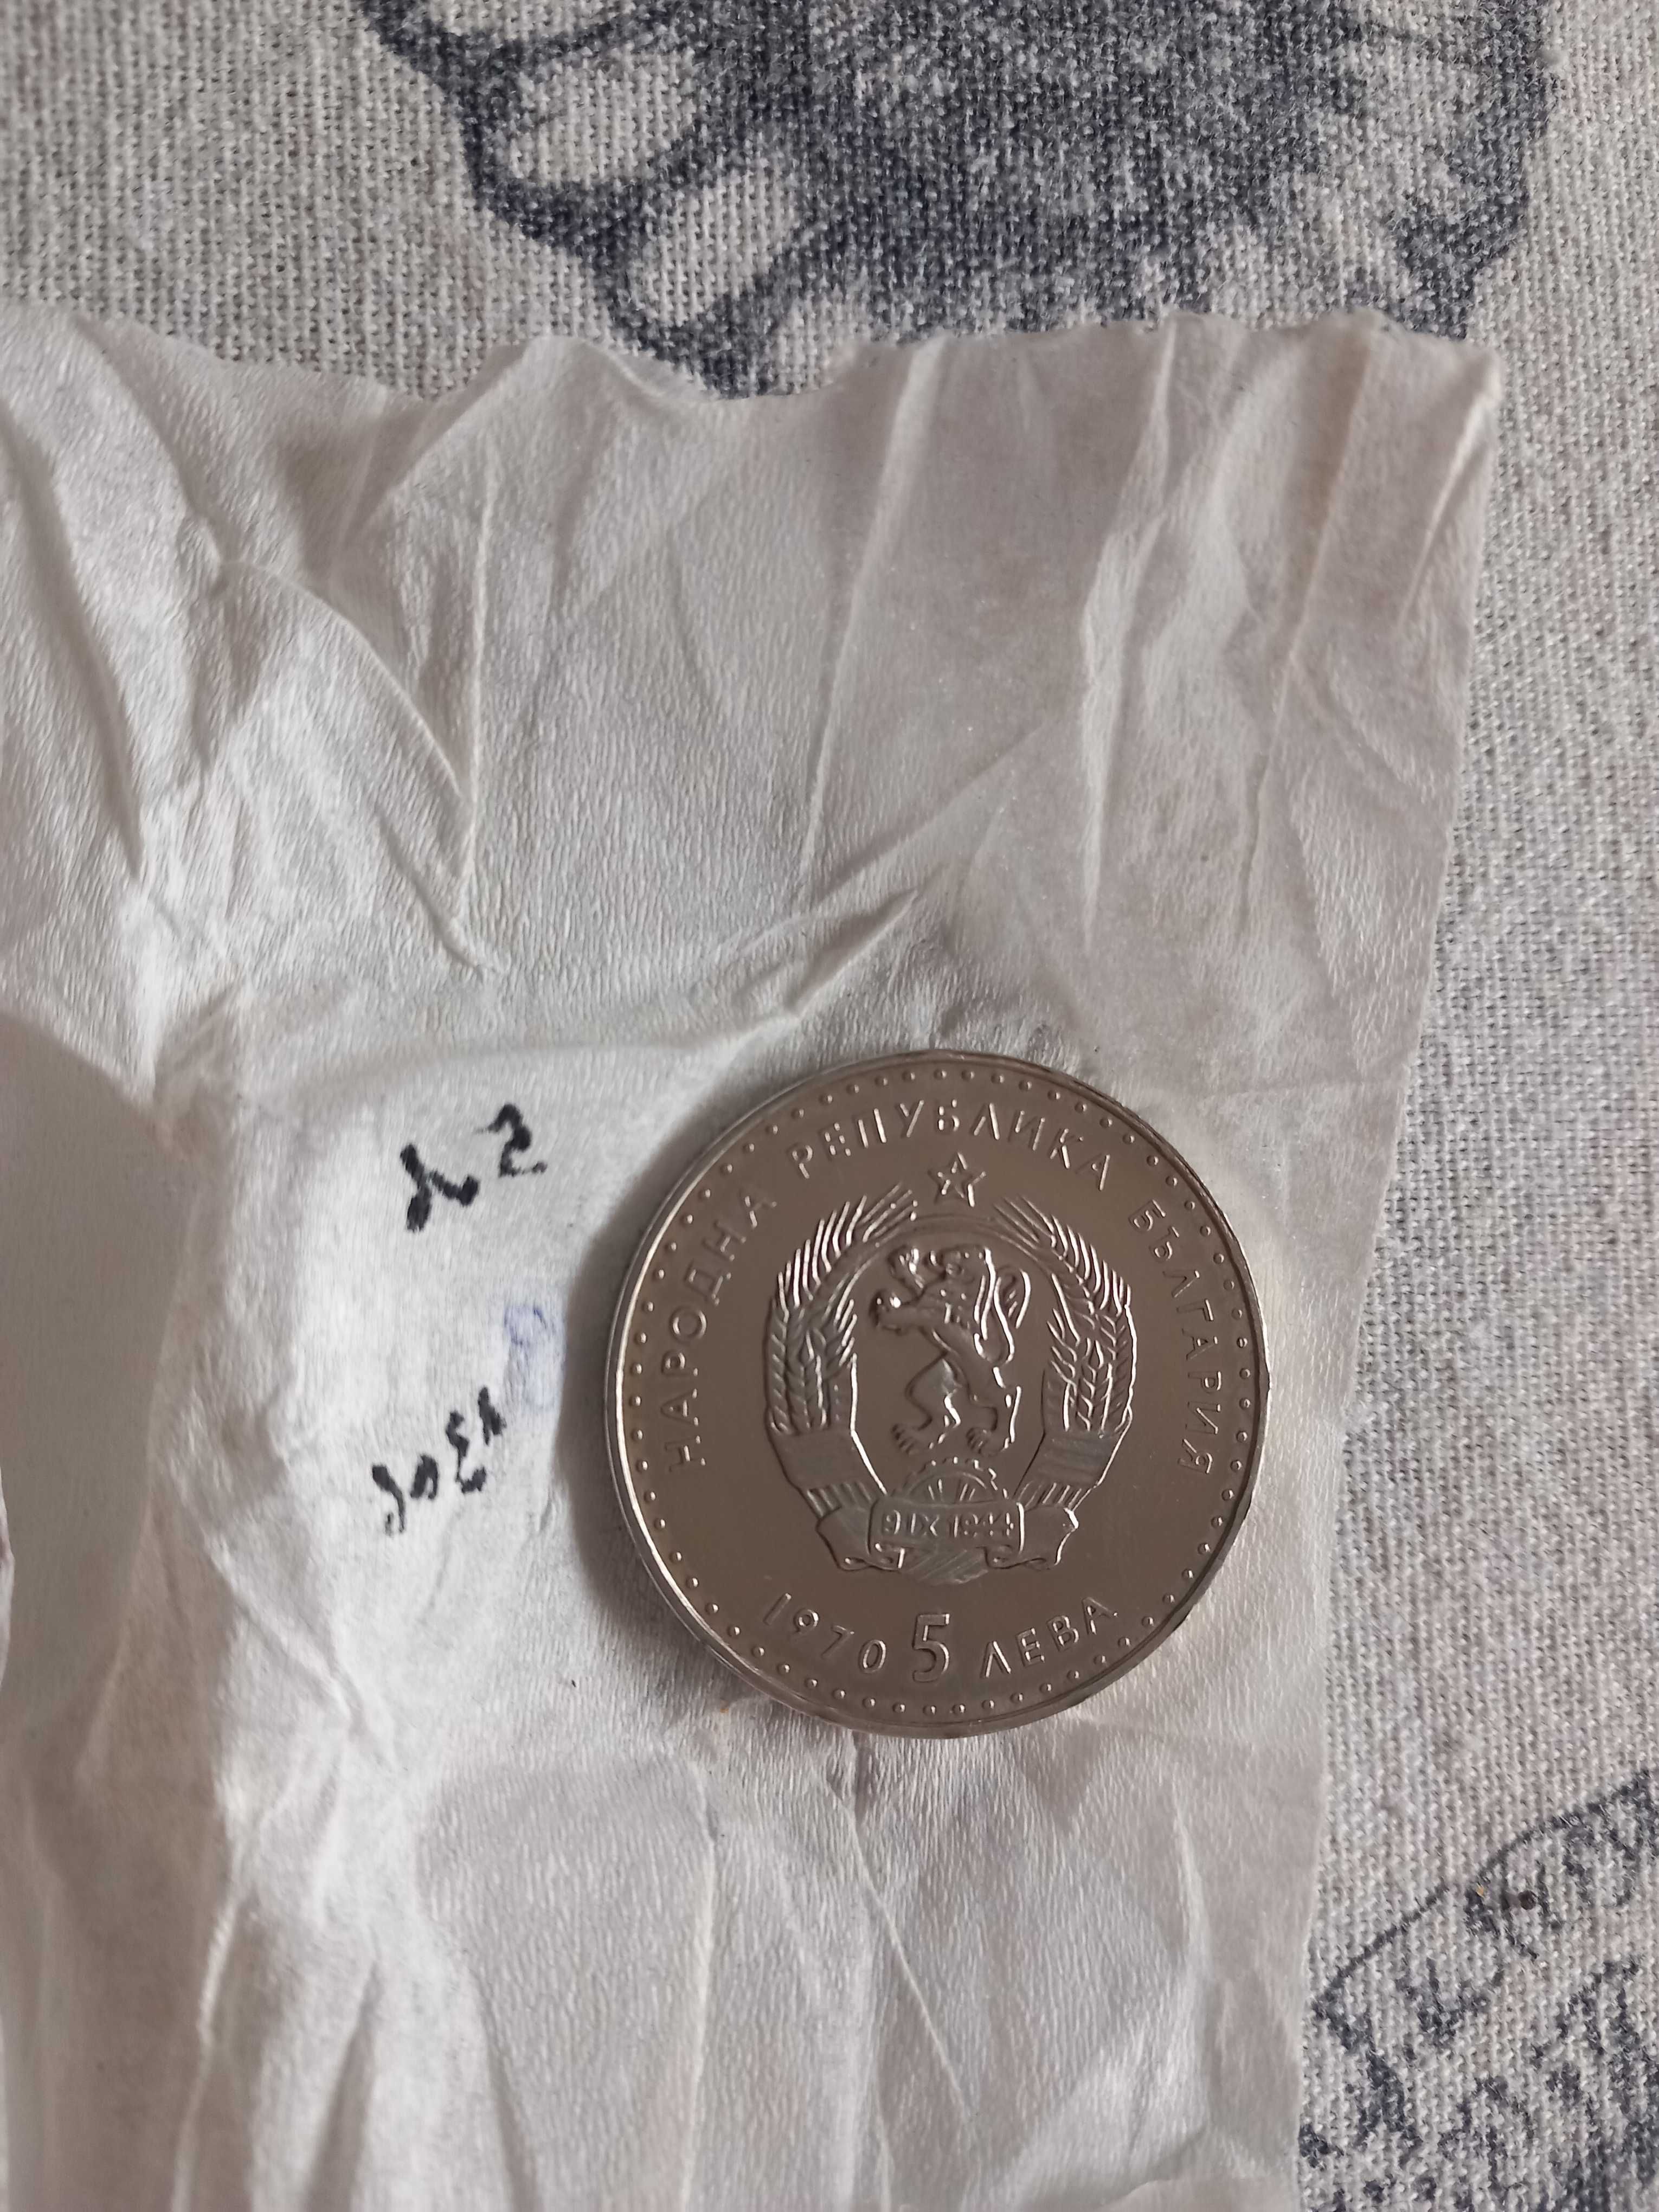 НАРОДНА РЕПУБЛИКА БЪЛГАРИЯ
9 IX 1944
1970 5 ЛЕВА